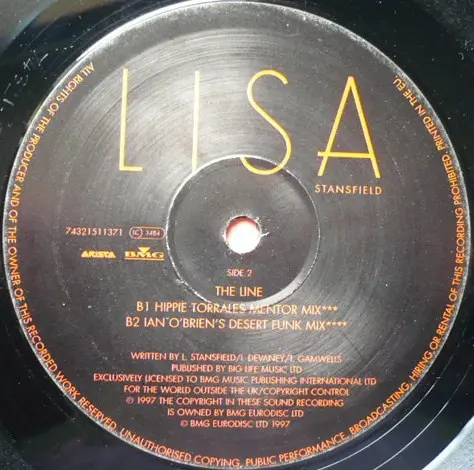 LISA
STANSFIELD
74321511371 LC 3484
ARISTA BMG
SIDE 2
THE LINE
B1 HIPPIE TORRALES MENTOR MIX***
B2 IAN O'BRIEN'S DESERT FUNK MIX****
WRITTEN BY L. STANSFIELD/I. DEVANEY/F. GAMWELLS
PUBLISHED BY BIG LIFE MUSIC LTD
EXCLUSIVELY LICENSED TO BMG MUSIC PUBLISHING INTERNATIONAL LTD
FOR THE WORLD OUTSIDE THE UK/COPYRIGHT CONTROL
℗ 1997 THE COPYRIGHT IN THESE SOUND RECORDING
IS OWNED BY BMG EURODISC LTD
© BMG EURODISC LTD 1997
ALL RIGHTS OF THE PRODUCER AND OF THE OWNER OF THIS RECORDED WORK RESERVED. UNAUTHORISED COPYING, PUBLIC PERFORMANCE, BROADCASTING, HIRING OR RENTAL OF THIS RECORDING PROHIBITED. PRINTED IN THE EU.